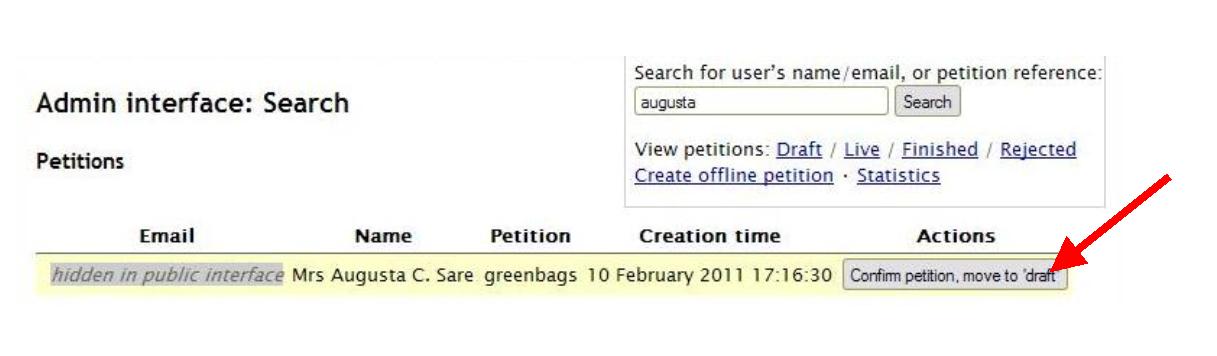 Search for user's name/email, or petition reference:
Admin interface: Search
augusta Search
Petitions
View petitions: Draft / Live / Finished / Rejected
Create offline petition · Statistics
Email Name Petition Creation time Actions
hidden in public interface Mrs Augusta C. Sare greenbags 10 February 2011 17:16:30 Confirm petition, move to 'draft'